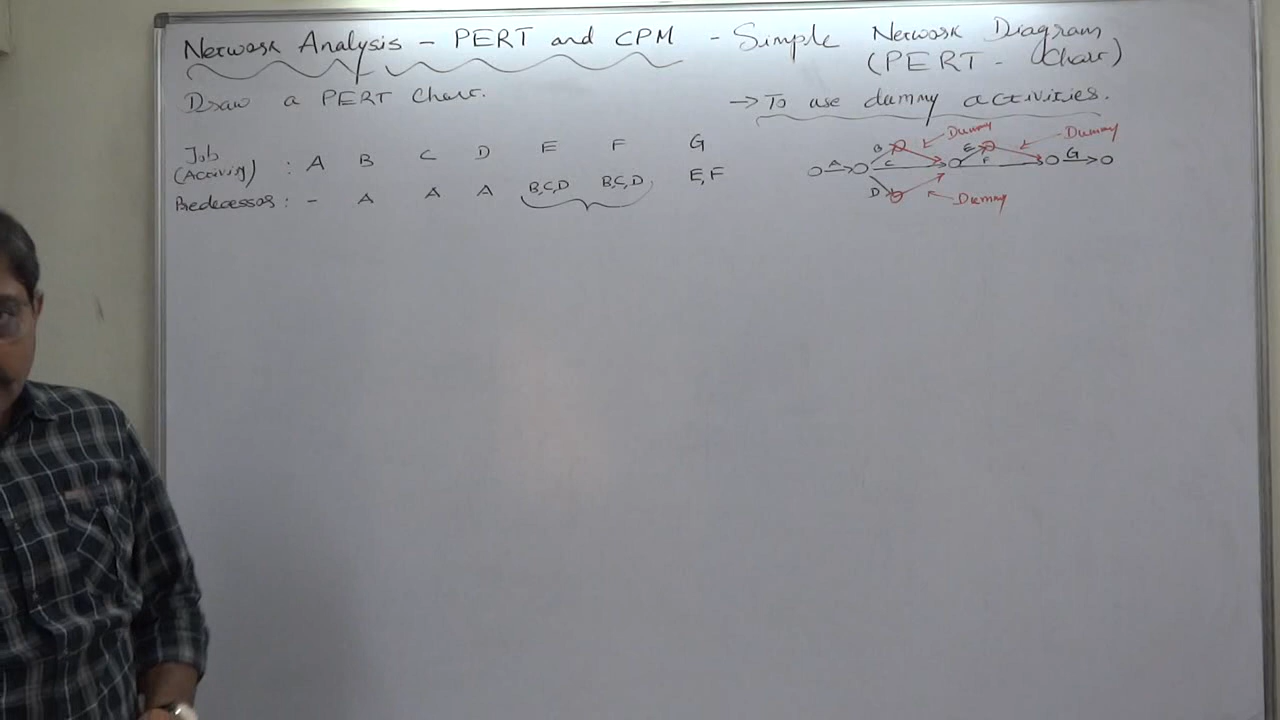 Network Analysis - PERT and CPM - Simple Network Diagram
(PERT - Chart)
Draw a PERT Chart.
→ To use dummy activities.
Job
(Activity) : A B C D E F G
Predecessor : - A A A B,C,D B,C,D E,F
A B C D E F G
Dummy
Dummy
Dummy